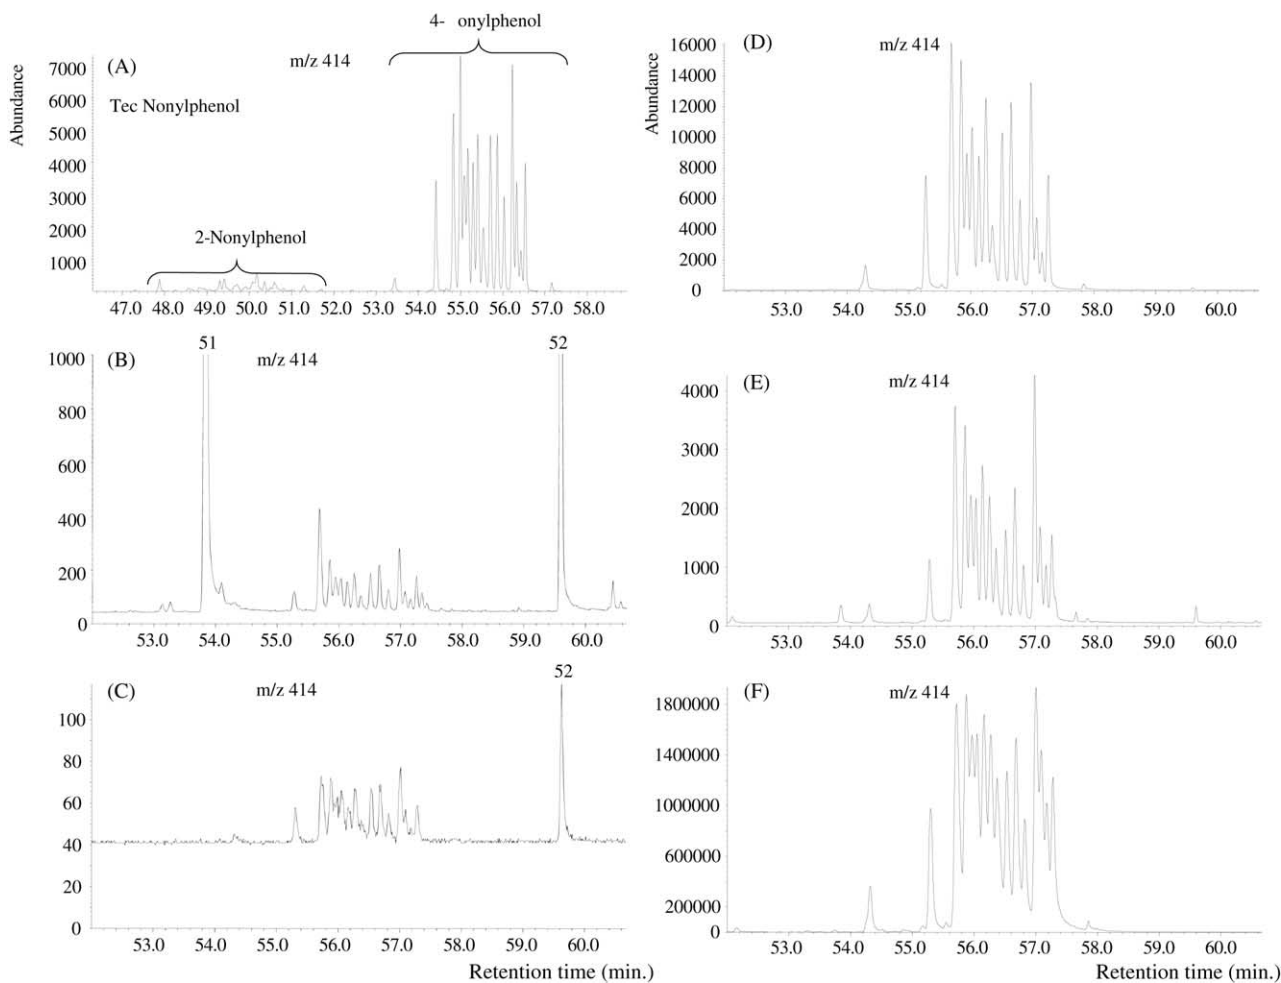 4- onylphenol
(A)
m/z 414
Abundance
7000
Tec Nonylphenol
6000
5000
4000
3000
2000
2-Nonylphenol
1000
47.0 48.0 49.0 50.0 51.0 52.0 53.0 54.0 55.0 56.0 57.0 58.0
(D)
m/z 414
Abundance
16000
14000
12000
10000
8000
6000
4000
2000
0
53.0 54.0 55.0 56.0 57.0 58.0 59.0 60.0
(B)
51
m/z 414
52
1000
800
600
400
200
0
53.0 54.0 55.0 56.0 57.0 58.0 59.0 60.0
(E)
m/z 414
4000
3000
2000
1000
0
53.0 54.0 55.0 56.0 57.0 58.0 59.0 60.0
(C)
m/z 414
52
100
80
60
40
20
0
53.0 54.0 55.0 56.0 57.0 58.0 59.0 60.0
Retention time (min.)
(F)
m/z 414
1800000
1400000
1000000
600000
200000
0
53.0 54.0 55.0 56.0 57.0 58.0 59.0 60.0
Retention time (min.)